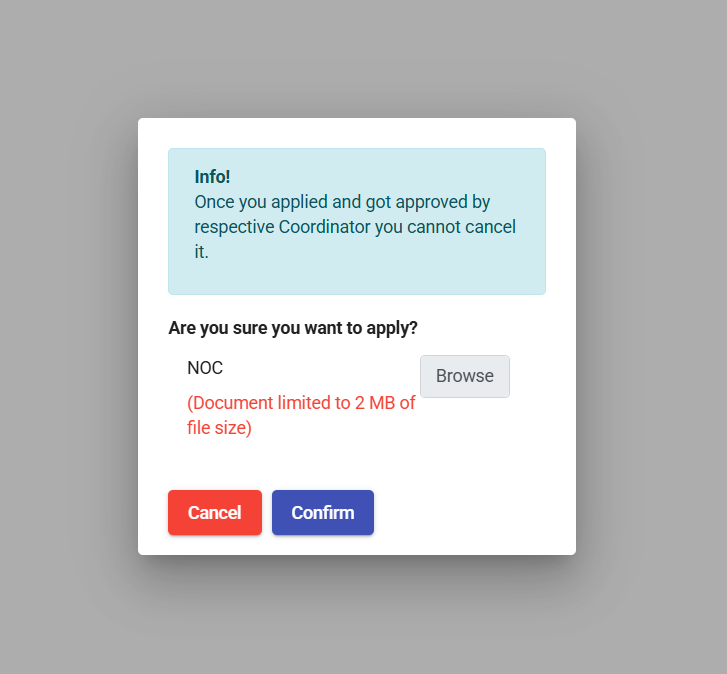 Info!
Once you applied and got approved by
respective Coordinator you cannot cancel
it.
Are you sure you want to apply?
NOC
Browse
(Document limited to 2 MB of
file size)
Cancel
Confirm